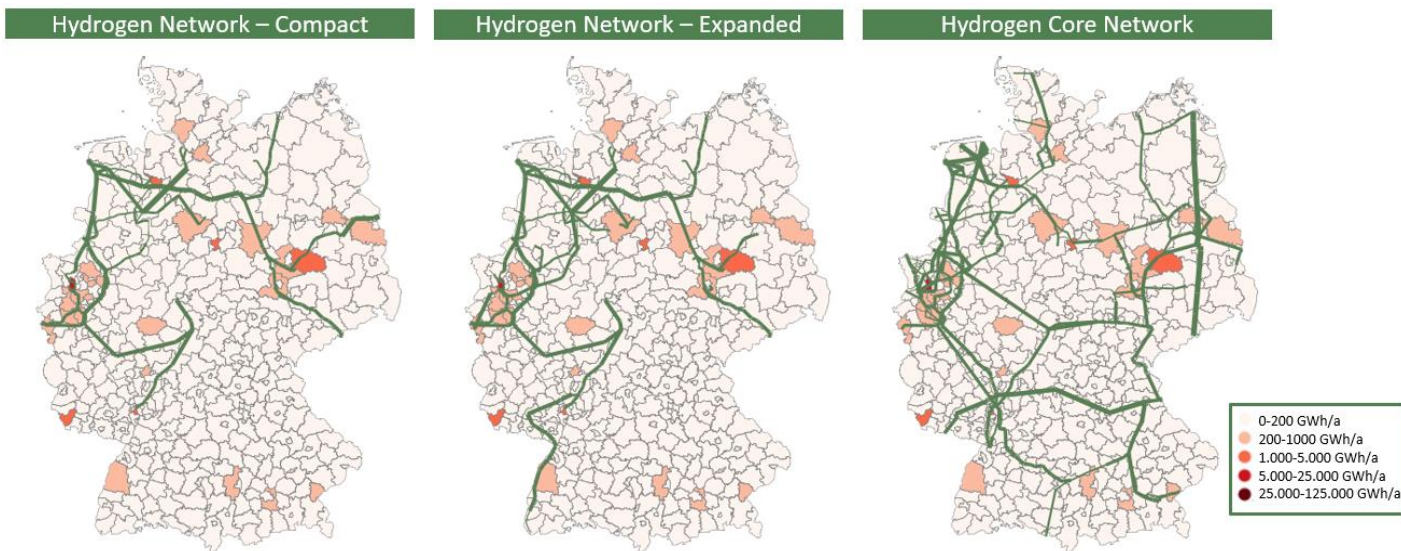 Hydrogen Network – Compact
Hydrogen Network – Expanded
Hydrogen Core Network
0-200 GWh/a
200-1000 GWh/a
1.000-5.000 GWh/a
5.000-25.000 GWh/a
25.000-125.000 GWh/a